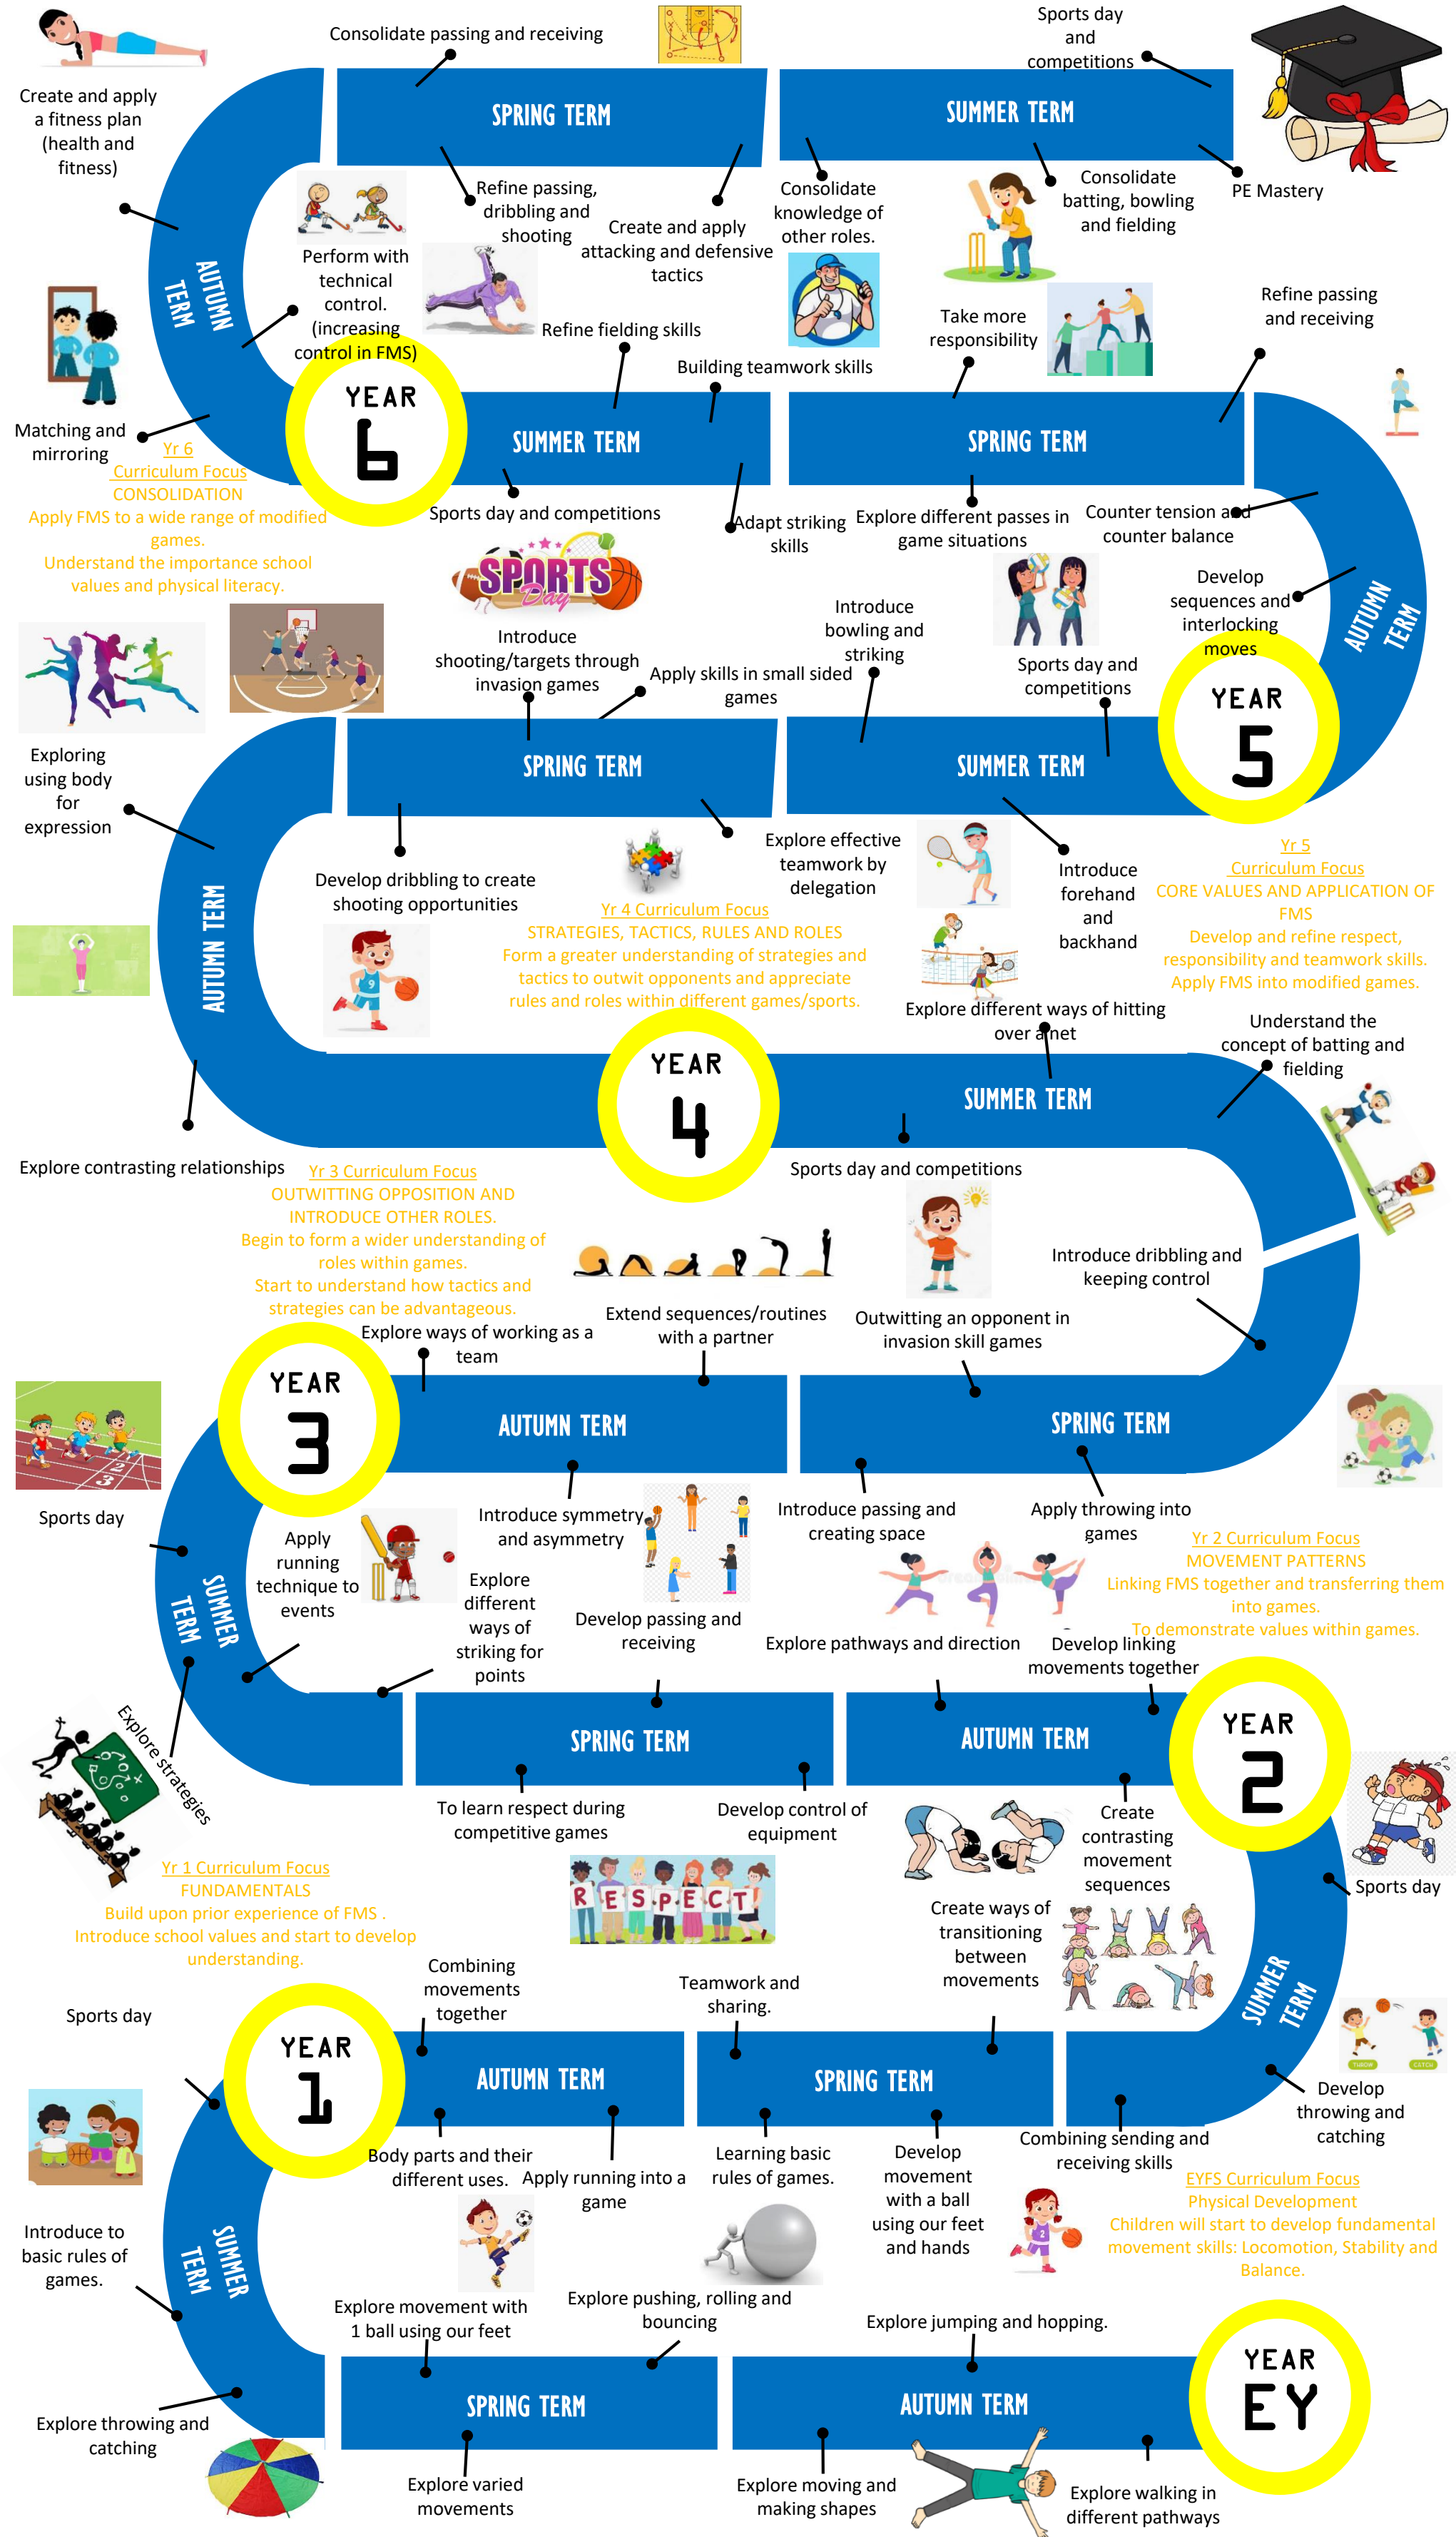 Consolidate passing and receiving
Sports day
and
competitions
Create and apply
a fitness plan
(health and
fitness)
SPRING TERM
SUMMER TERM
Refine passing,
dribbling and
shooting
Create and apply
attacking and defensive
tactics
Consolidate
knowledge of
other roles.
Consolidate
batting, bowling
and fielding
PE Mastery
AUTUMN
TERM
Perform with
technical
control.
(increasing
control in FMS)
Matching and
mirroring
Refine fielding skills
Building teamwork skills
Take more
responsibility
Refine passing
and receiving
YEAR
6
SUMMER TERM
SPRING TERM
Yr 6
Curriculum Focus
CONSOLIDATION
Apply FMS to a wide range of modified
games.
Understand the importance school
values and physical literacy.
Sports day and competitions
Adapt striking
skills
Explore different passes in
game situations
Counter tension and
counter balance
SPORTS
Day
Develop
sequences and
interlocking
moves
AUTUMN
TERM
Introduce
shooting/targets through
invasion games
Apply skills in small sided
games
Introduce
bowling and
striking
Sports day and
competitions
YEAR
5
Exploring
using body
for
expression
SPRING TERM
SUMMER TERM
AUTUMN TERM
Develop dribbling to create
shooting opportunities
9
Explore effective
teamwork by
delegation
Introduce
forehand
and
backhand
Yr 5
Curriculum Focus
CORE VALUES AND APPLICATION OF
FMS
Develop and refine respect,
responsibility and teamwork skills.
Apply FMS into modified games.
Yr 4 Curriculum Focus
STRATEGIES, TACTICS, RULES AND ROLES
Form a greater understanding of strategies and
tactics to outwit opponents and appreciate
rules and roles within different games/sports.
Explore different ways of hitting
over a net
Understand the
concept of batting and
fielding
YEAR
4
SUMMER TERM
Explore contrasting relationships
Sports day and competitions
Yr 3 Curriculum Focus
OUTWITTING OPPOSITION AND
INTRODUCE OTHER ROLES.
Begin to form a wider understanding of
roles within games.
Start to understand how tactics and
strategies can be advantageous.
Introduce dribbling and
keeping control
Explore ways of working as a
team
Extend sequences/routines
with a partner
Outwitting an opponent in
invasion skill games
YEAR
3
AUTUMN TERM
SPRING TERM
2
3
Sports day
Apply
running
technique to
events
Introduce symmetry
and asymmetry
Introduce passing and
creating space
Apply throwing into
games
Yr 2 Curriculum Focus
MOVEMENT PATTERNS
Linking FMS together and transferring them
into games.
To demonstrate values within games.
SUMMER
TERM
Explore
different
ways of
striking for
points
Develop passing and
receiving
Explore pathways and direction
Develop linking
movements together
Explore strategies
SPRING TERM
AUTUMN TERM
YEAR
2
To learn respect during
competitive games
Develop control of
equipment
Create
contrasting
movement
sequences
Sports day
Yr 1 Curriculum Focus
FUNDAMENTALS
Build upon prior experience of FMS .
Introduce school values and start to develop
understanding.
RESPECT
Create ways of
transitioning
between
movements
SUMMER
TERM
Sports day
Combining
movements
together
Teamwork and
sharing.
YEAR
1
AUTUMN TERM
SPRING TERM
THROW
CATCH
Develop
throwing and
catching
Body parts and their
different uses.
Apply running into a
game
Learning basic
rules of games.
Develop
movement
with a ball
using our feet
and hands
Combining sending and
receiving skills
2
EYFS Curriculum Focus
Physical Development
Children will start to develop fundamental
movement skills: Locomotion, Stability and
Balance.
Introduce to
basic rules of
games.
SUMMER
TERM
Explore movement with
1 ball using our feet
Explore pushing, rolling and
bouncing
Explore jumping and hopping.
YEAR
EY
SPRING TERM
AUTUMN TERM
Explore throwing and
catching
Explore varied
movements
Explore moving and
making shapes
Explore walking in
different pathways